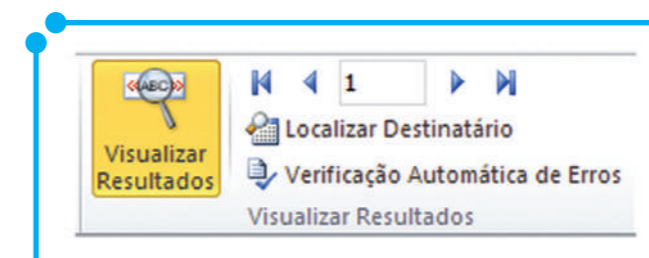 «ABC»
1
Localizar Destinatário
Visualizar
Resultados
Verificação Automática de Erros
Visualizar Resultados